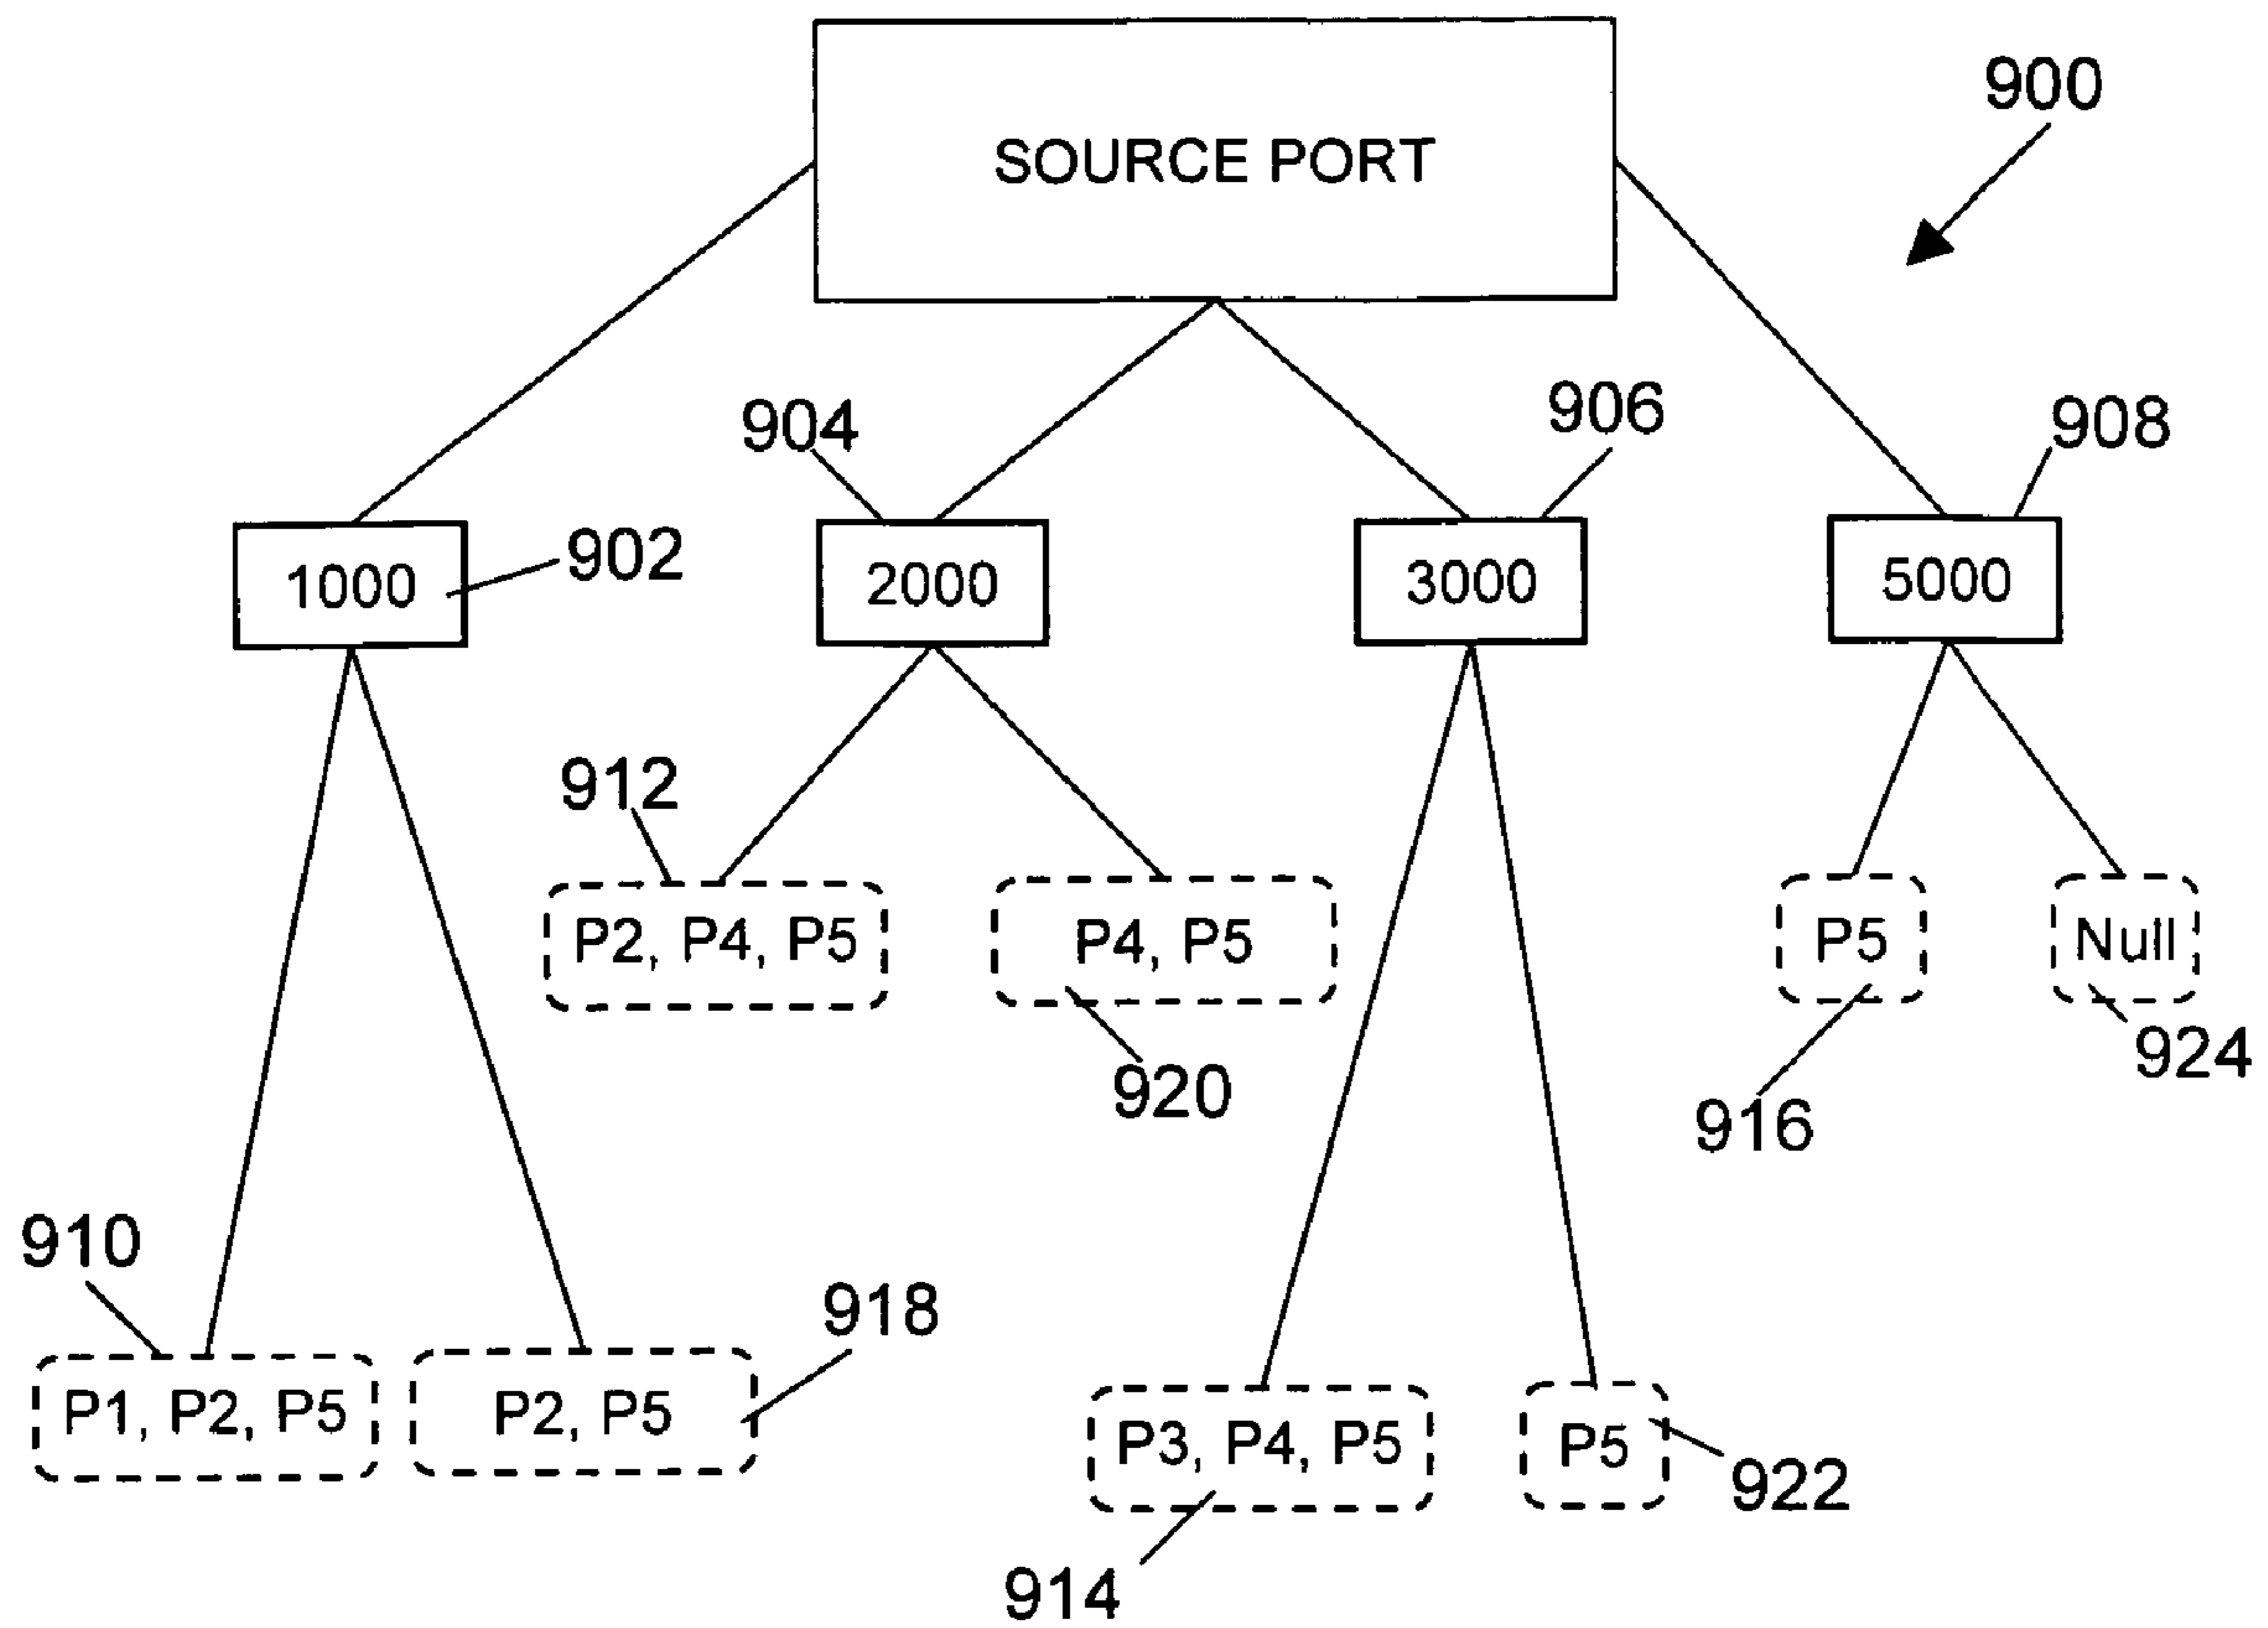 SOURCE PORT
900
904
906
908
902
1000
2000
3000
5000
912
P2, P4, P5
P4, P5
P5
Null
920
916
924
910
918
P1, P2, P5
P2, P5
P3, P4, P5
P5
922
914